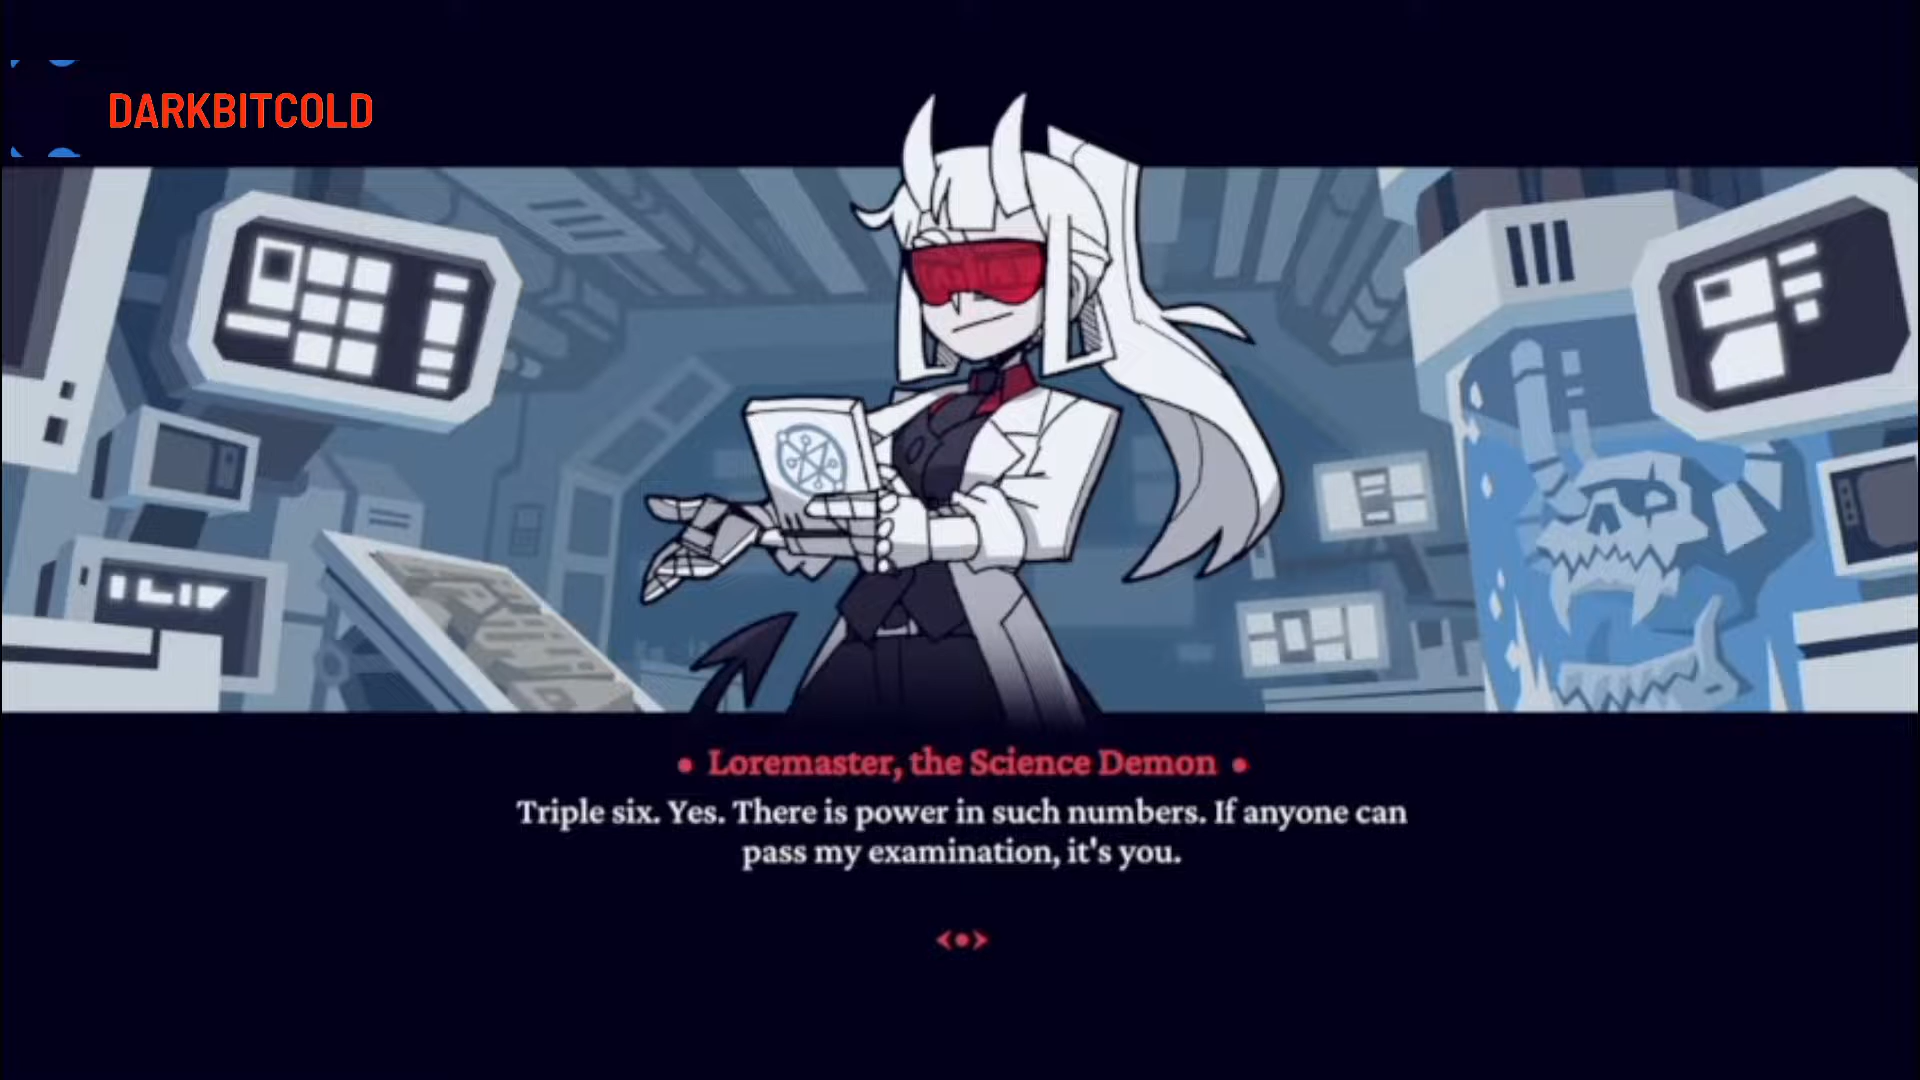 DARKBITCOLD
• Loremaster, the Science Demon •
Triple six. Yes. There is power in such numbers. If anyone can
pass my examination, it's you.